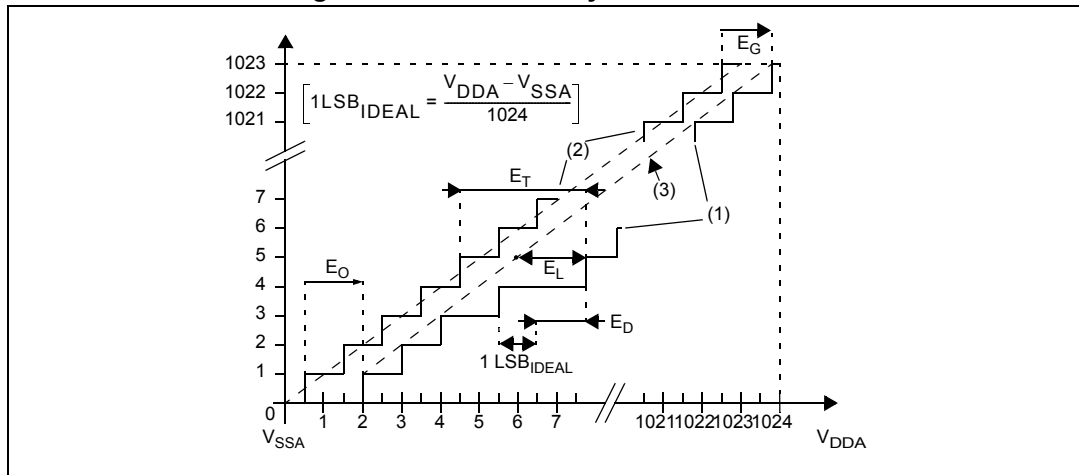 E_G
1023
1022
1021
[1LSB_IDEAL = (V_DDA − V_SSA) / 1024]
(2)
(3)
(1)
E_T
7
6
5
4
3
2
1
0
E_O
E_L
E_D
1 LSB_IDEAL
1 2 3 4 5 6 7 1021 1022 1023 1024
V_SSA V_DDA